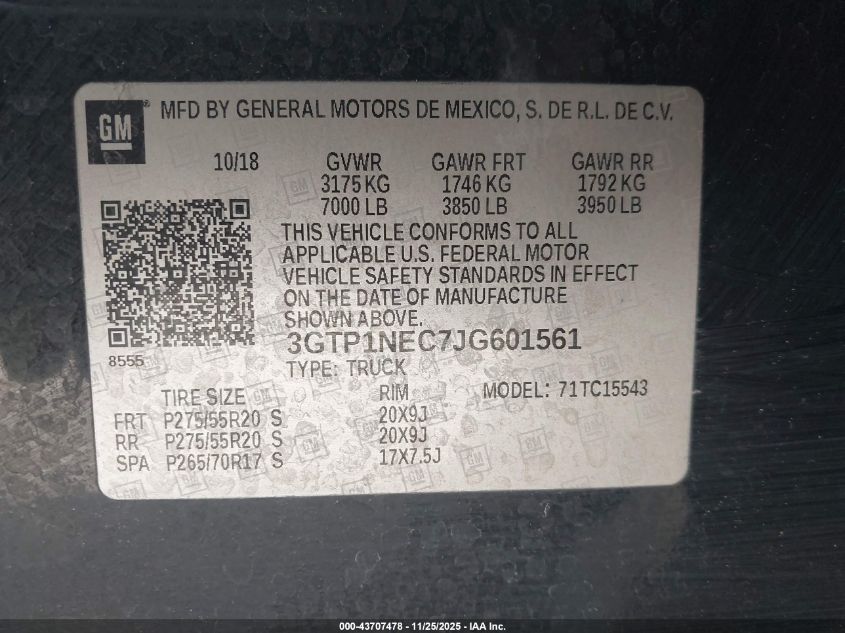 GM
® MFD BY GENERAL MOTORS DE MEXICO, S. DE R.L. DE C.V.
10/18 GVWR GAWR FRT GAWR RR
3175 KG 1746 KG 1792 KG
7000 LB 3850 LB 3950 LB
THIS VEHICLE CONFORMS TO ALL
APPLICABLE U.S. FEDERAL MOTOR
VEHICLE SAFETY STANDARDS IN EFFECT
ON THE DATE OF MANUFACTURE
SHOWN ABOVE.
3GTP1NEC7JG601561
8555
TYPE: TRUCK
TIRE SIZE RIM MODEL: 71TC15543
FRT P275/55R20 S 20X9J
RR P275/55R20 S 20X9J
SPA P265/70R17 S 17X7.5J
000-43707478 - 11/25/2025 - IAA Inc.